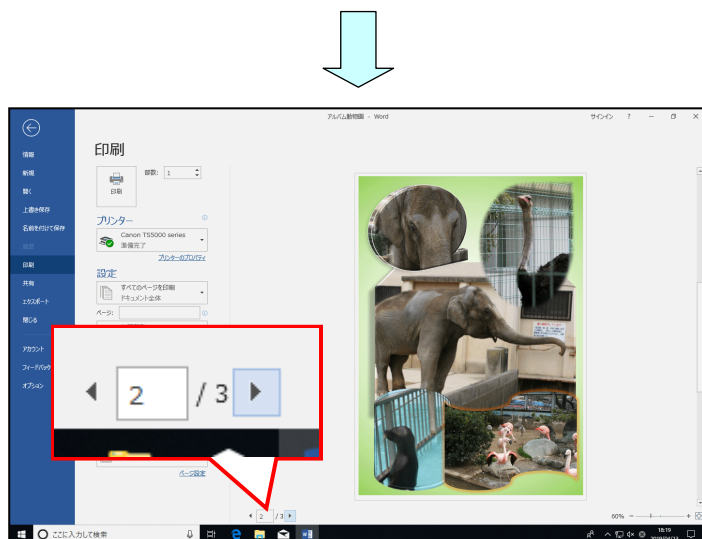 アルバム動物園 - Word
サインイン ?
情報
新規
開く
上書き保存
名前を付けて保存
印刷
共有
エクスポート
閉じる
アカウント
フィードバック
オプション
印刷
印刷
部数: 1
プリンター
Canon TS5000 series
準備完了
プリンターのプロパティ
設定
すべてのページを印刷
ドキュメント全体
ページ:
2 / 3
ページ設定
2 / 3
60%
ここに入力して検索
18:19
2019/04/13